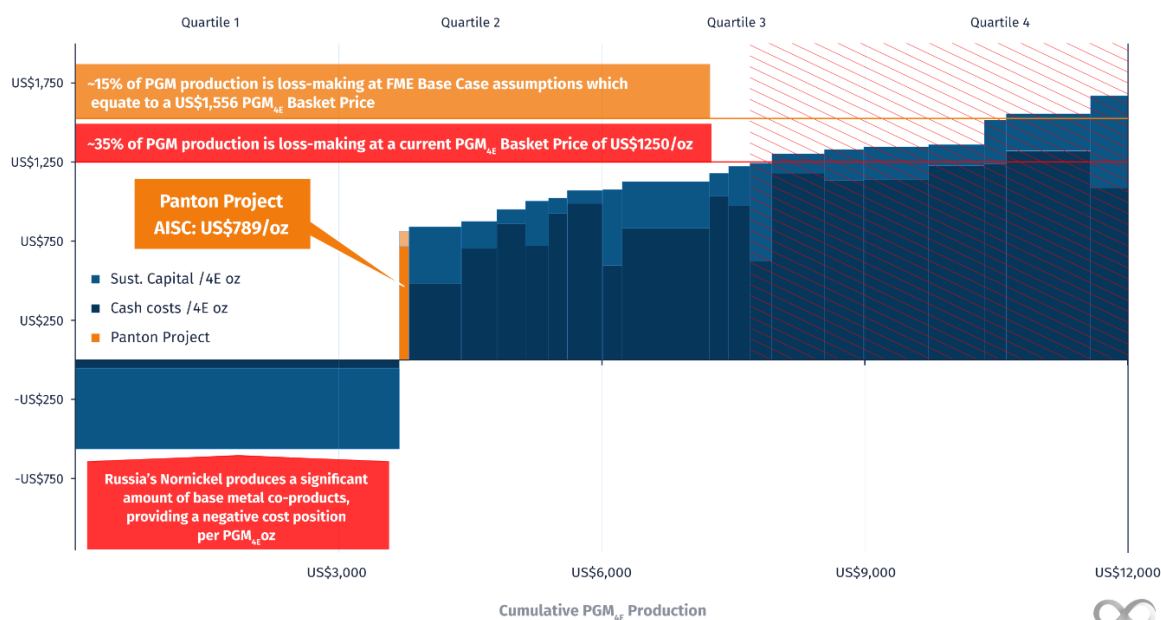 Quartile 1
Quartile 2
Quartile 3
Quartile 4
US$1,750
US$1,250
US$750
US$250
-US$250
-US$750
~15% of PGM production is loss-making at FME Base Case assumptions which
equate to a US$1,556 PGM4E Basket Price
~35% of PGM production is loss-making at a current PGM4E Basket Price of US$1250/oz
Panton Project
AISC: US$789/oz
Sust. Capital /4E oz
Cash costs /4E oz
Panton Project
Russia's Nornickel produces a significant
amount of base metal co-products,
providing a negative cost position
per PGM4Eoz
US$3,000
US$6,000
US$9,000
US$12,000
Cumulative PGM4E Production